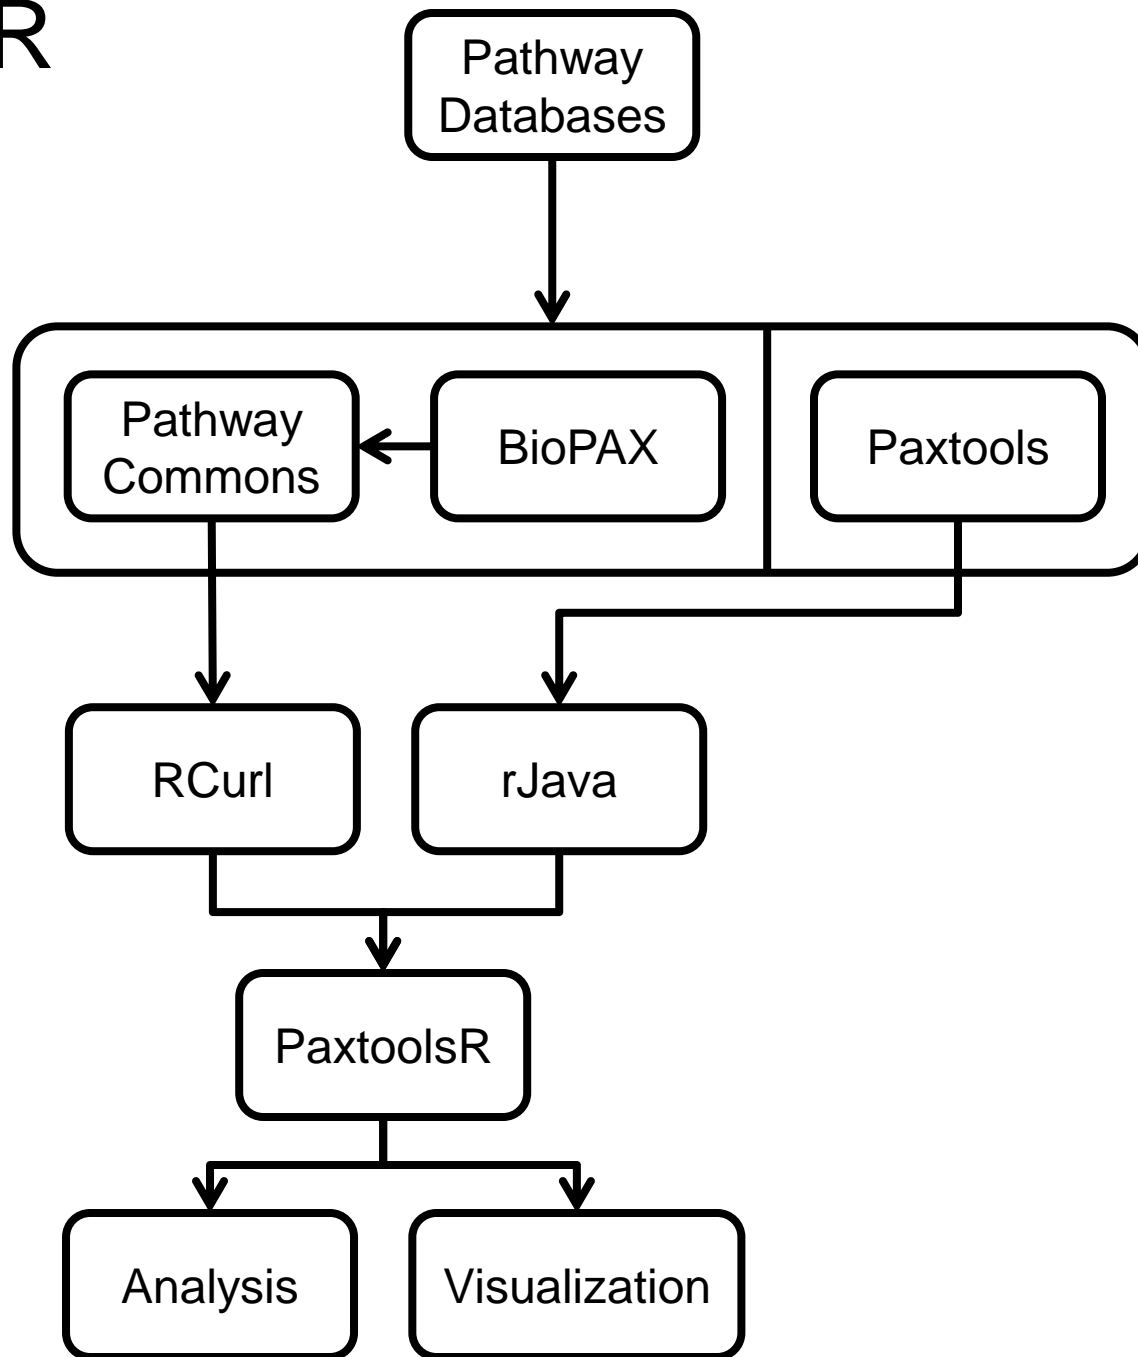 R
Pathway
Databases
Pathway
Commons
BioPAX
Paxtools
RCurl
rJava
PaxtoolsR
Analysis
Visualization